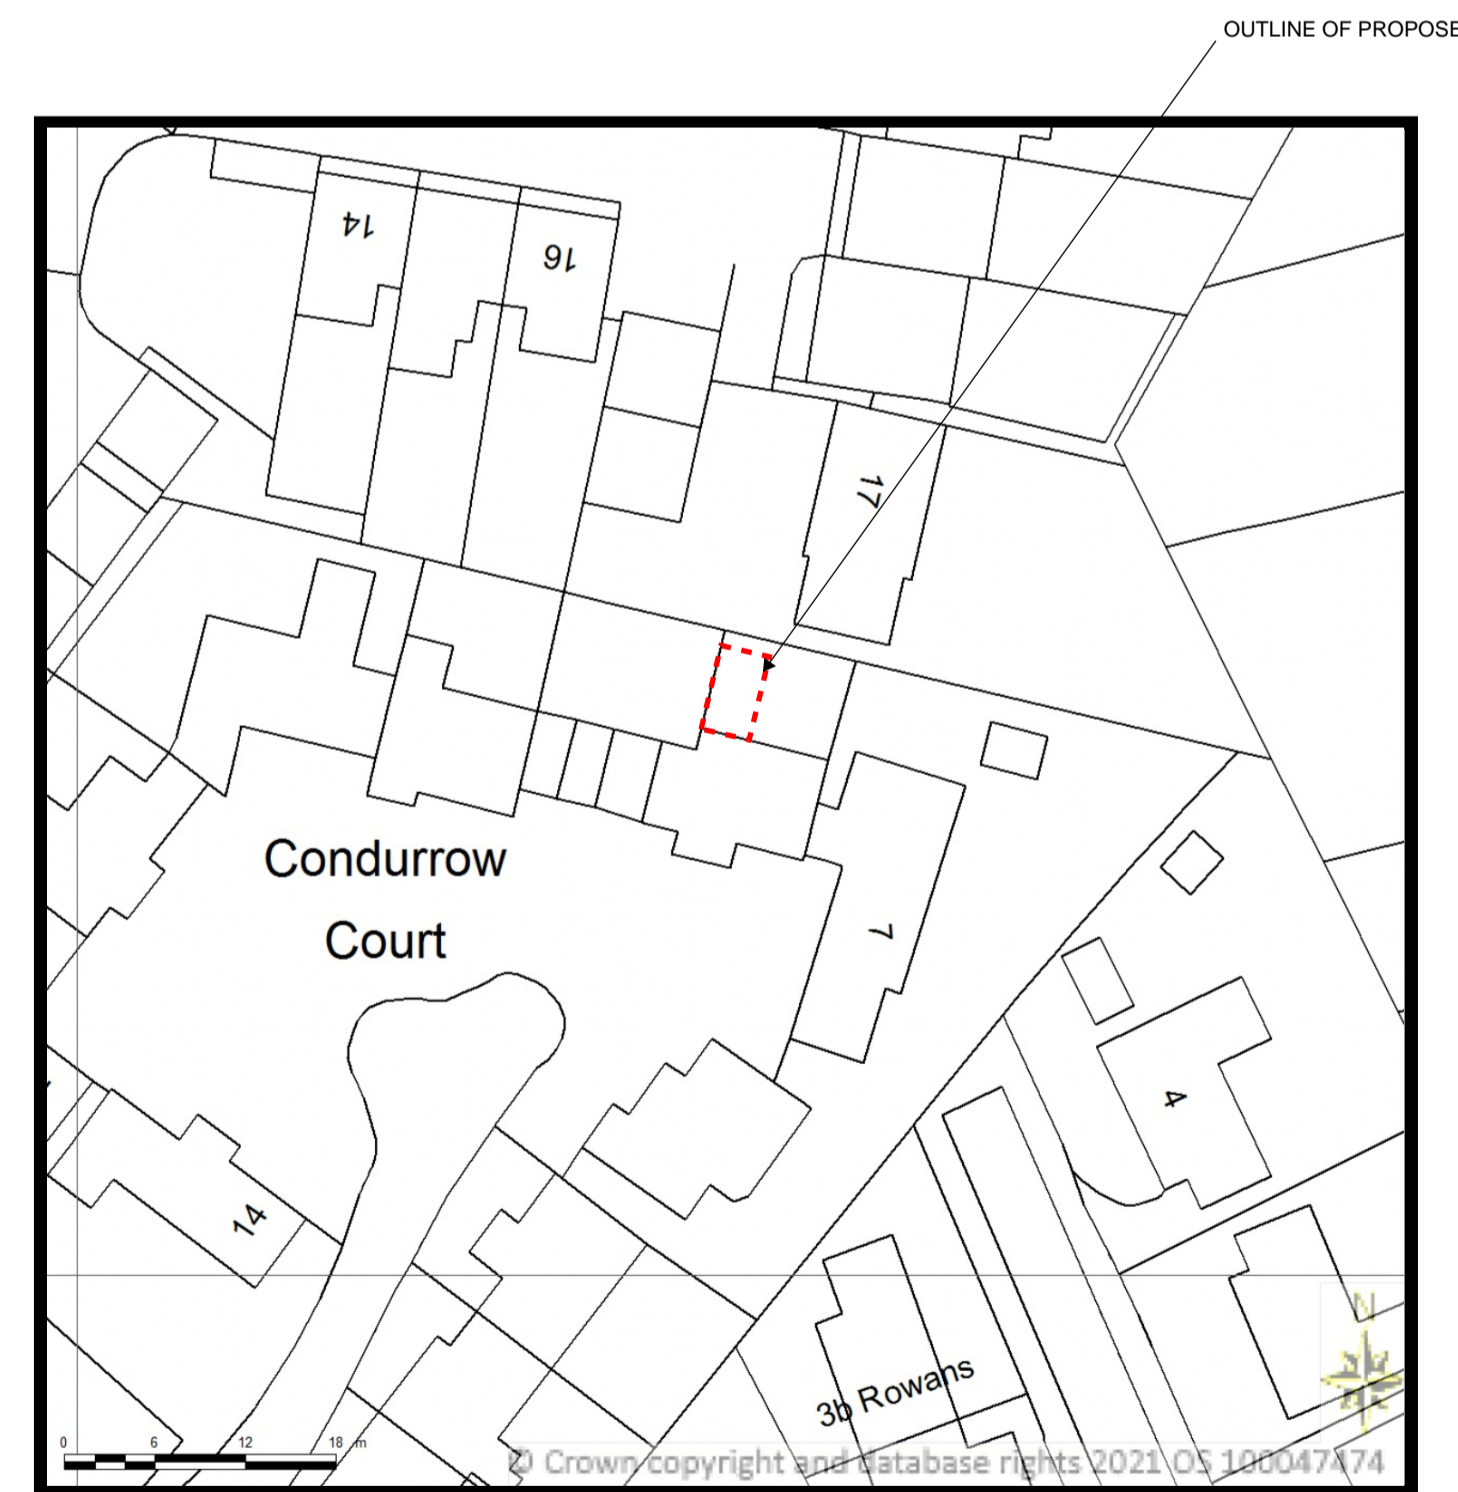 OUTLINE OF PROPOSE
14
16
17
Condurrow
Court
7
4
14
3b Rowans
N
0 6 12 18 m
© Crown copyright and database rights 2021 OS 100047474